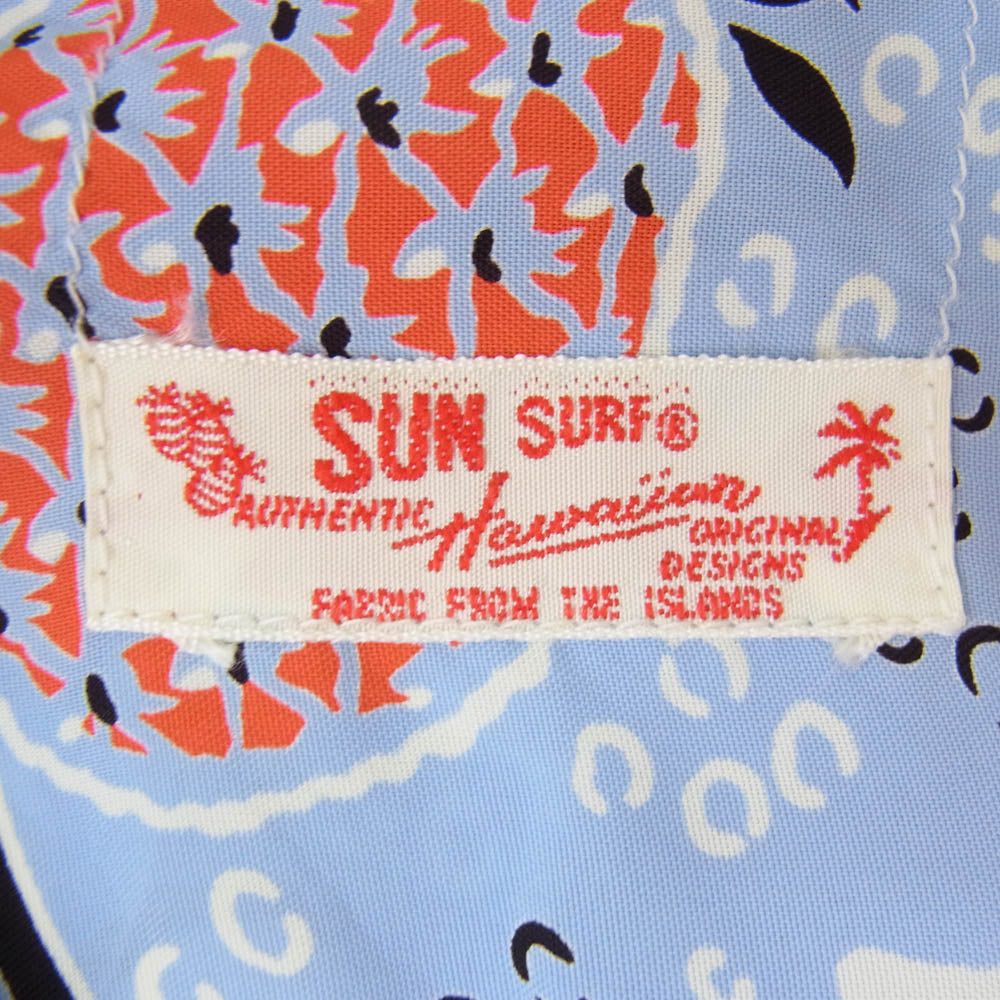 SUN SURF®
AUTHENTIC Hawaiian ORIGINAL
DESIGNS
FABRIC FROM THE ISLANDS